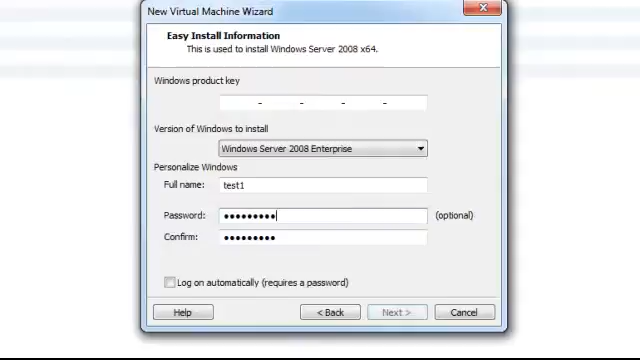 New Virtual Machine Wizard
Easy Install Information
This is used to install Windows Server 2008 x64.
Windows product key
- - - -
Version of Windows to install
Windows Server 2008 Enterprise
Personalize Windows
Full name: test1
Password: ●●●●●●●●● (optional)
Confirm: ●●●●●●●●●
Log on automatically (requires a password)
Help < Back Next > Cancel